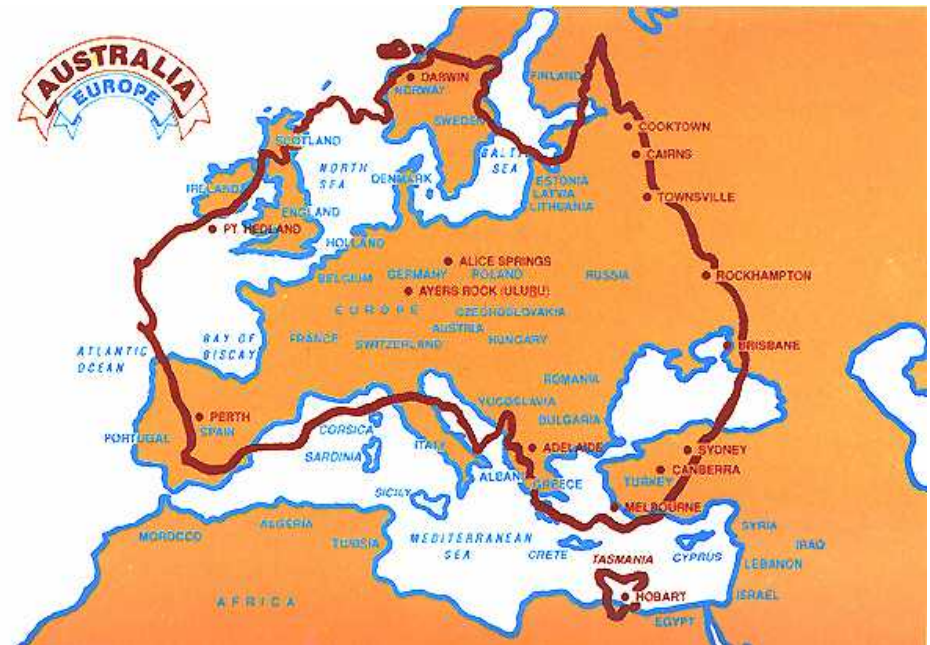 AUSTRALIA
EUROPE
DARWIN
NORWAY
FINLAND
SWEDEN
COOKTOWN
SCOTLAND
CAIRNS
NORTH
SEA
BALTIC
SEA
DENMARK
IRELAND
ESTONIA
LATVIA
LITHUANIA
TOWNSVILLE
ENGLAND
PT. HEDLAND
HOLLAND
ALICE SPRINGS
BELGIUM
GERMANY
POLAND
RUSSIA
ROCKHAMPTON
AYERS ROCK (ULURU)
EUROPE
CZECHOSLOVAKIA
AUSTRIA
BAY OF
BISCAY
FRANCE
SWITZERLAND
HUNGARY
BRISBANE
ATLANTIC
OCEAN
ROMANIA
YUGOSLAVIA
BULGARIA
PERTH
SPAIN
PORTUGAL
CORSICA
SARDINIA
ITALY
ADELAIDE
SYDNEY
CANBERRA
TURKEY
ALBANI
GREECE
SICILY
MELBOURNE
MOROCCO
ALGERIA
TUNISIA
MEDITERRANEAN
SEA
CRETE
CYPRUS
SYRIA
IRAQ
LEBANON
TASMANIA
HOBART
ISRAEL
AFRICA
EGYPT